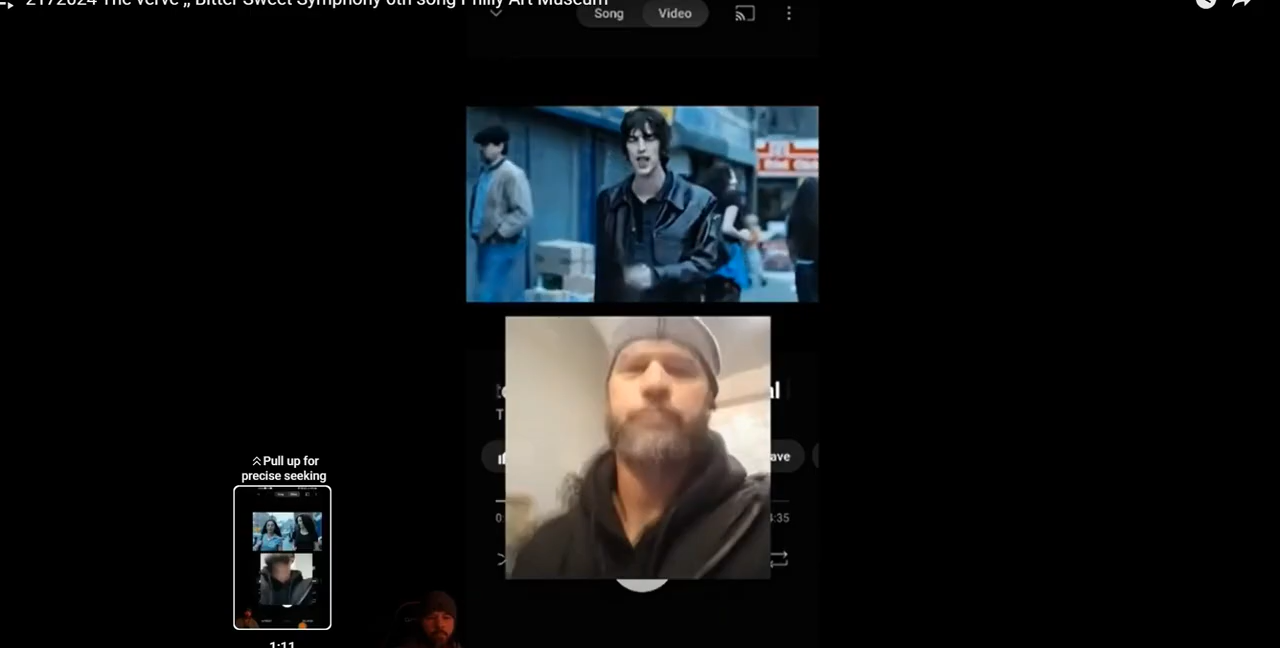 2172024 The Verve ,, Bitter Sweet Symphony 6th song Philly Art Museum
Song Video
ave
:35
Pull up for
precise seeking
1:11